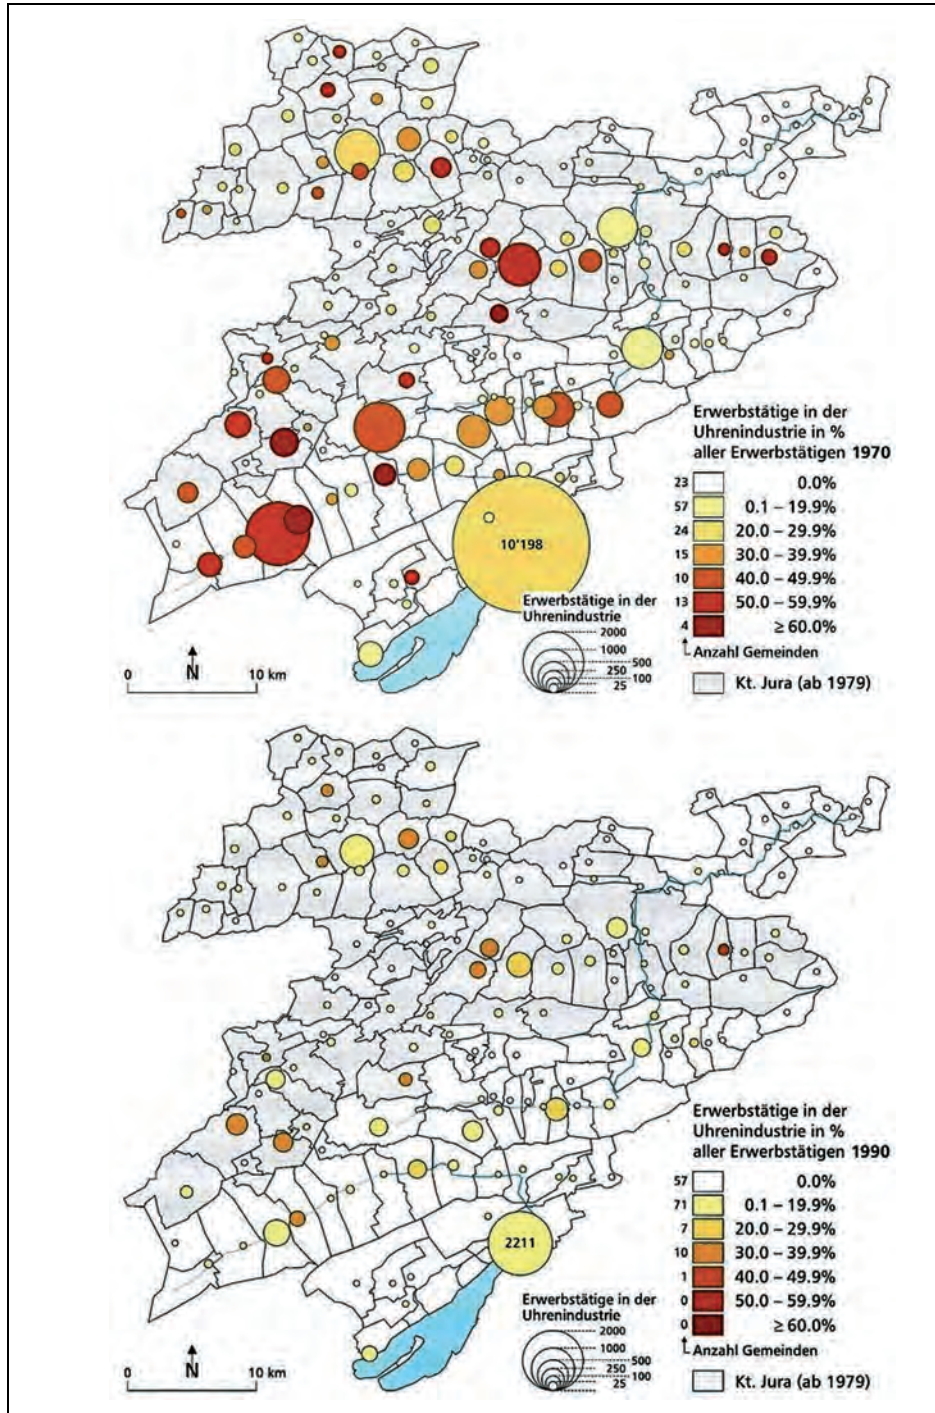 10'198
Erwerbstätige in der
Uhrenindustrie in %
aller Erwerbstätigen 1970
23 0.0%
57 0.1 – 19.9%
24 20.0 – 29.9%
15 30.0 – 39.9%
10 40.0 – 49.9%
13 50.0 – 59.9%
4 ≥ 60.0%
Anzahl Gemeinden
Kt. Jura (ab 1979)
Erwerbstätige in der
Uhrenindustrie
2000
1000
500
250
100
25
N
0 10 km
2211
Erwerbstätige in der
Uhrenindustrie in %
aller Erwerbstätigen 1990
57 0.0%
71 0.1 – 19.9%
7 20.0 – 29.9%
10 30.0 – 39.9%
1 40.0 – 49.9%
0 50.0 – 59.9%
0 ≥ 60.0%
Anzahl Gemeinden
Kt. Jura (ab 1979)
Erwerbstätige in der
Uhrenindustrie
2000
1000
500
250
100
25
N
0 10 km